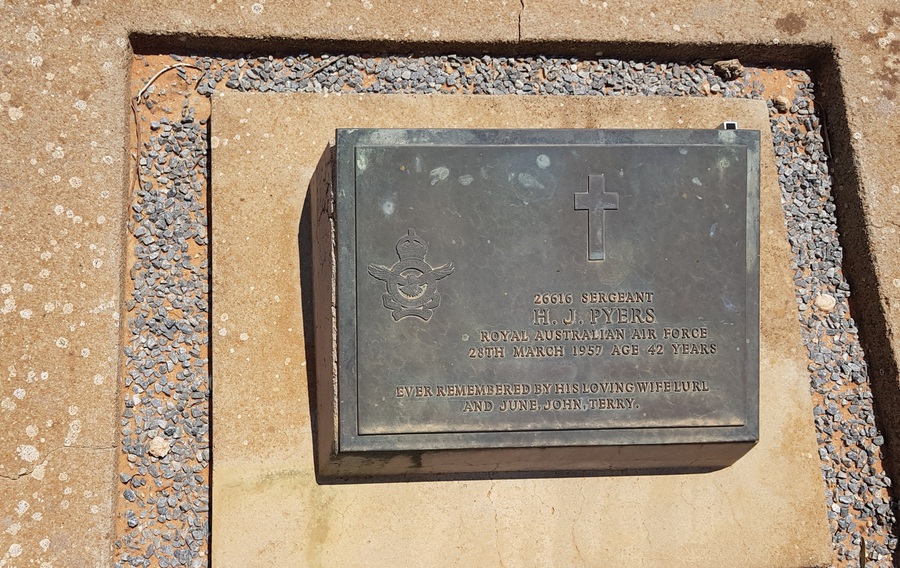 26616 SERGEANT
H. J. PYERS
ROYAL AUSTRALIAN AIR FORCE
28TH MARCH 1957 AGE 42 YEARS
EVER REMEMBERED BY HIS LOVING WIFE LURL
AND JUNE, JOHN, TERRY.